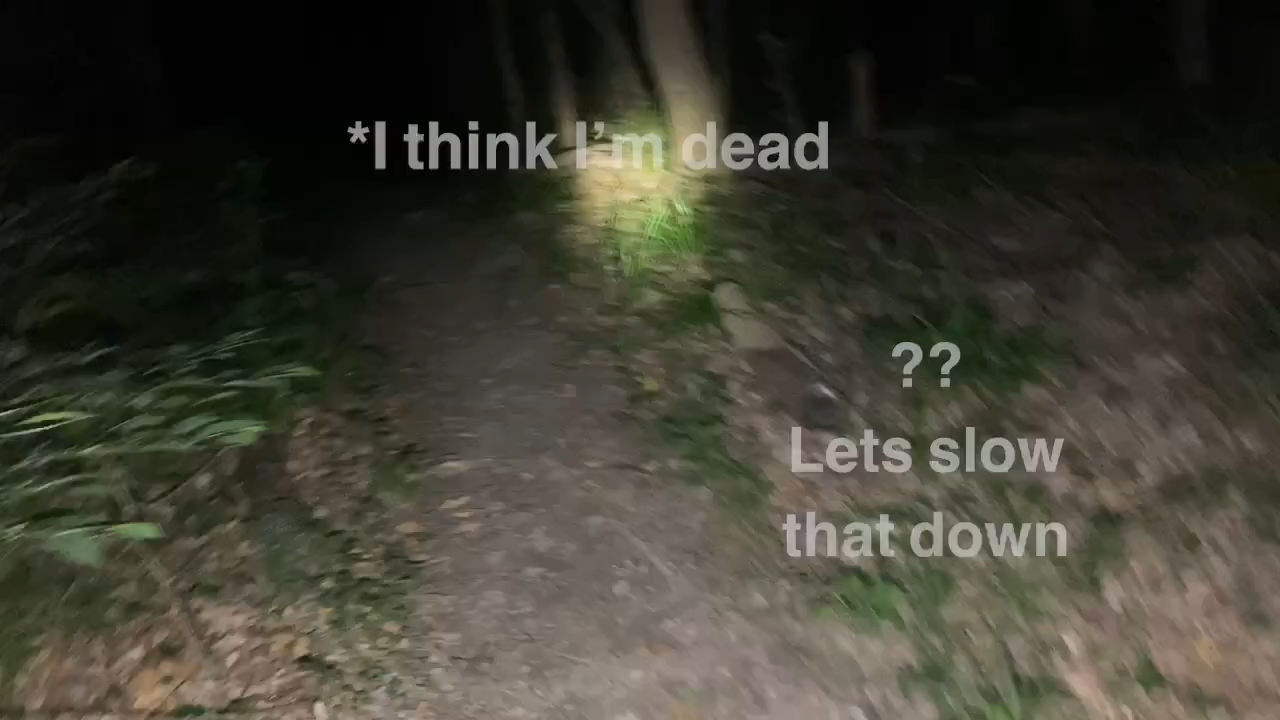 *I think I’m dead
??
Lets slow
that down